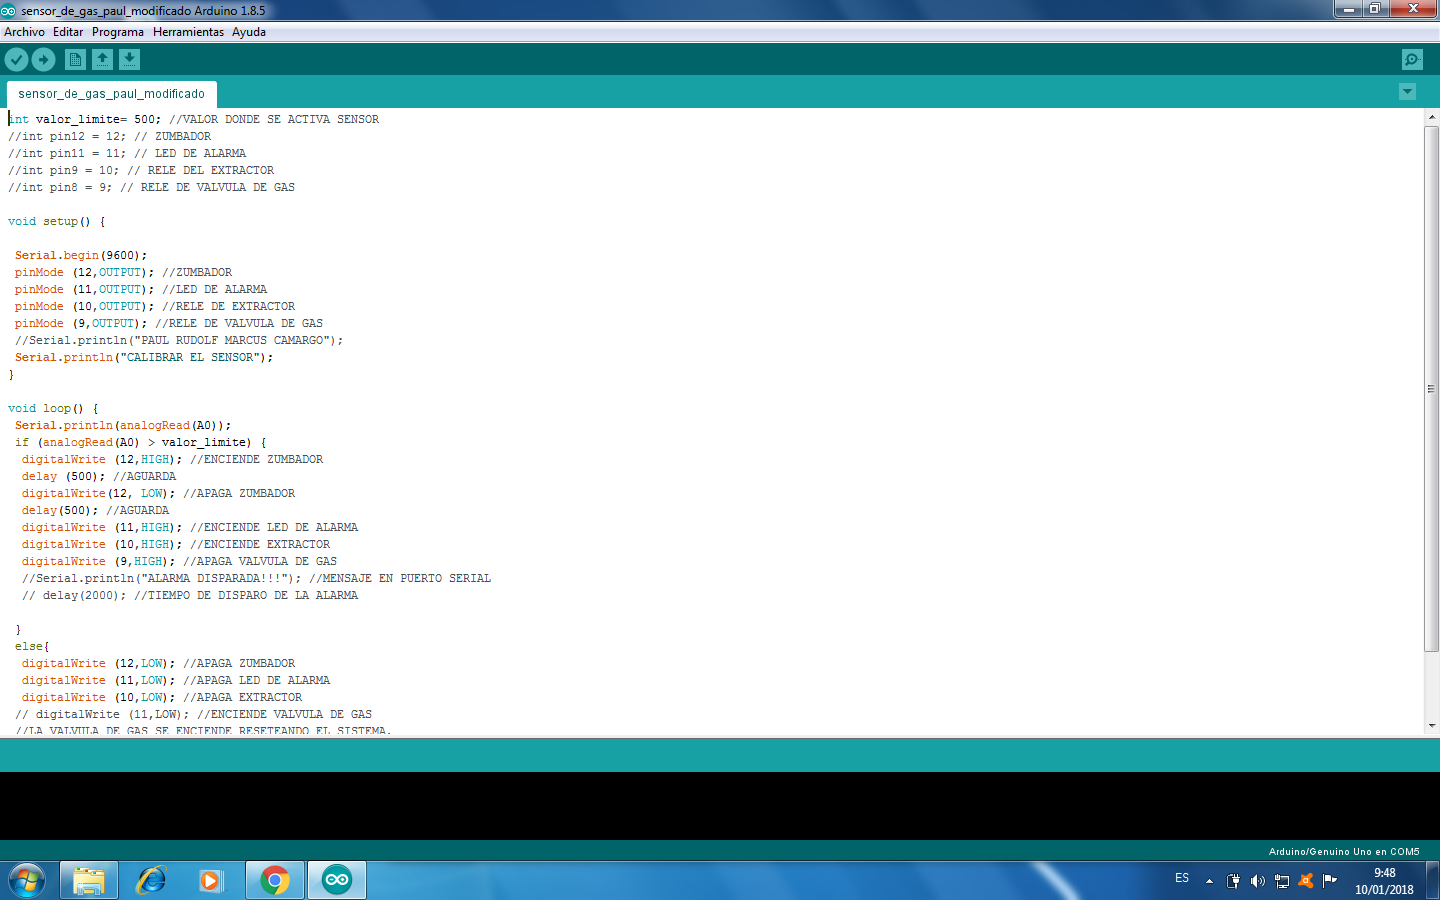 sensor_de_gas_paul_modificado Arduino 1.8.5
Archivo Editar Programa Herramientas Ayuda
sensor_de_gas_paul_modificado
int valor_limite= 500; //VALOR DONDE SE ACTIVA SENSOR
//int pin12 = 12; // ZUMBADOR
//int pin11 = 11; // LED DE ALARMA
//int pin9 = 10; // RELE DEL EXTRACTOR
//int pin8 = 9; // RELE DE VALVULA DE GAS
void setup() {
Serial.begin(9600);
pinMode (12,OUTPUT); //ZUMBADOR
pinMode (11,OUTPUT); //LED DE ALARMA
pinMode (10,OUTPUT); //RELE DE EXTRACTOR
pinMode (9,OUTPUT); //RELE DE VALVULA DE GAS
//Serial.println("PAUL RUDOLF MARCUS CAMARGO");
Serial.println("CALIBRAR EL SENSOR");
}
void loop() {
Serial.println(analogRead(A0));
if (analogRead(A0) > valor_limite) {
digitalWrite (12,HIGH); //ENCIENDE ZUMBADOR
delay (500); //AGUARDA
digitalWrite(12, LOW); //APAGA ZUMBADOR
delay(500); //AGUARDA
digitalWrite (11,HIGH); //ENCIENDE LED DE ALARMA
digitalWrite (10,HIGH); //ENCIENDE EXTRACTOR
digitalWrite (9,HIGH); //APAGA VALVULA DE GAS
//Serial.println("ALARMA DISPARADA!!!"); //MENSAJE EN PUERTO SERIAL
// delay(2000); //TIEMPO DE DISPARO DE LA ALARMA
}
else{
digitalWrite (12,LOW); //APAGA ZUMBADOR
digitalWrite (11,LOW); //APAGA LED DE ALARMA
digitalWrite (10,LOW); //APAGA EXTRACTOR
// digitalWrite (11,LOW); //ENCIENDE VALVULA DE GAS
//LA VALVULA DE GAS SE ENCIENDE RESETEANDO EL SISTEMA.
Arduino/Genuino Uno en COM5
ES
9:48
10/01/2018